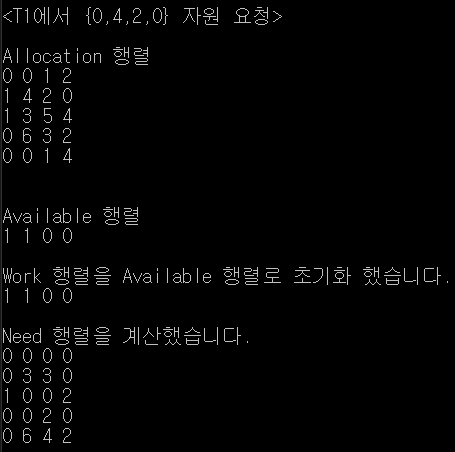 <T1에서 {0,4,2,0} 자원 요청>
Allocation 행렬
0 0 1 2
1 4 2 0
1 3 5 4
0 6 3 2
0 0 1 4
Available 행렬
1 1 0 0
Work 행렬을 Available 행렬로 초기화 했습니다.
1 1 0 0
Need 행렬을 계산했습니다.
0 0 0 0
0 3 3 0
1 0 0 2
0 0 2 0
0 6 4 2